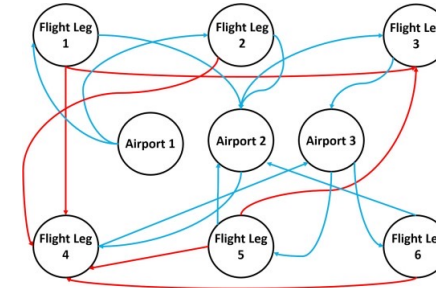 Flight Leg
1
Flight Leg
2
Flight Leg
3
Airport 1
Airport 2
Airport 3
Flight Leg
4
Flight Leg
5
Flight Leg
6